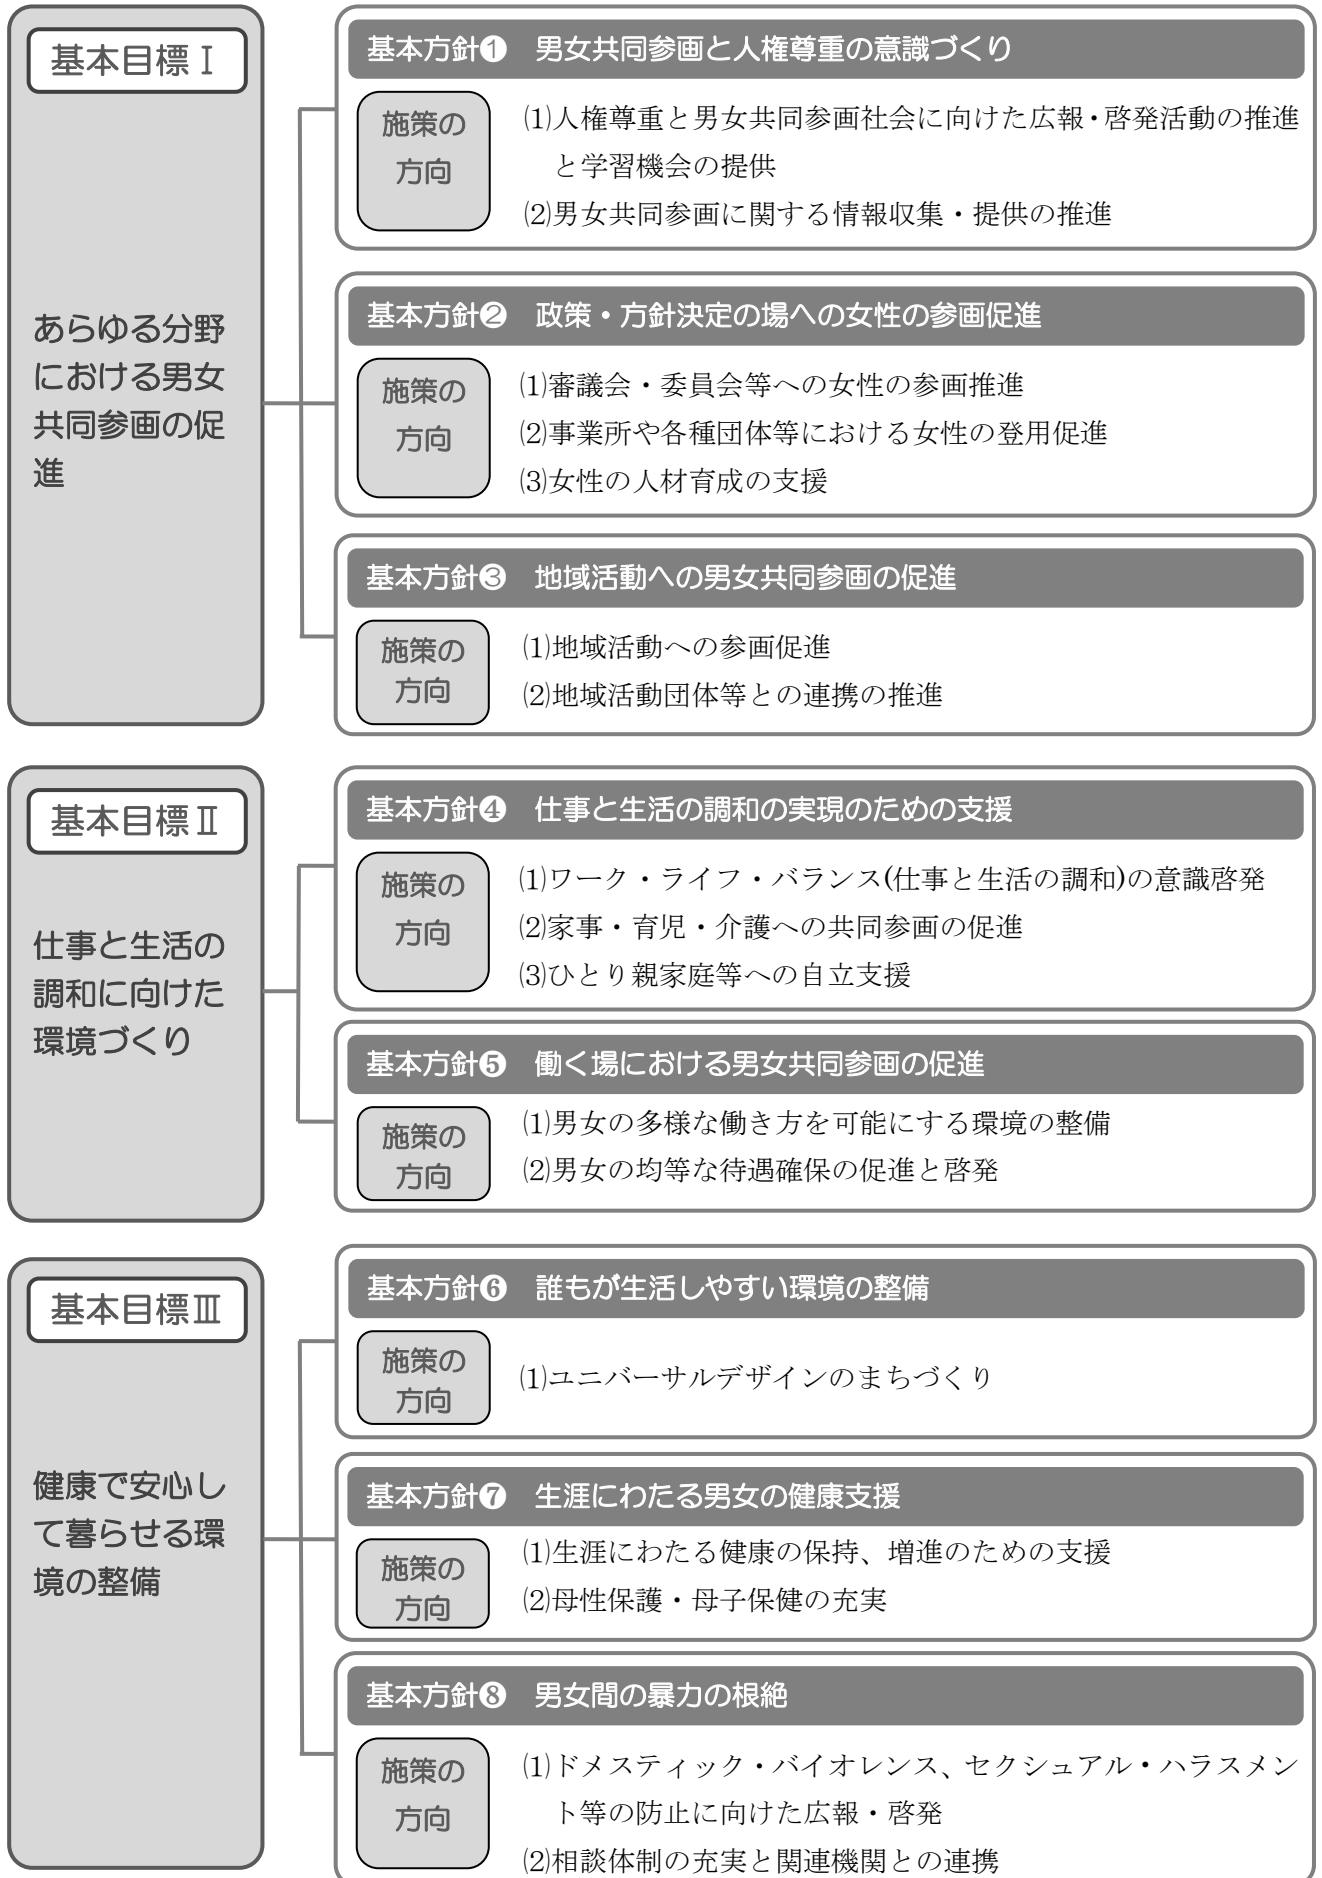 基本目標Ⅰ
あらゆる分野
における男女
共同参画の促
進
基本方針❶　男女共同参画と人権尊重の意識づくり
施策の
方向
⑴人権尊重と男女共同参画社会に向けた広報・啓発活動の推進
と学習機会の提供
⑵男女共同参画に関する情報収集・提供の推進
基本方針❷　政策・方針決定の場への女性の参画促進
施策の
方向
⑴審議会・委員会等への女性の参画推進
⑵事業所や各種団体等における女性の登用促進
⑶女性の人材育成の支援
基本方針❸　地域活動への男女共同参画の促進
施策の
方向
⑴地域活動への参画促進
⑵地域活動団体等との連携の推進
基本目標Ⅱ
仕事と生活の
調和に向けた
環境づくり
基本方針❹　仕事と生活の調和の実現のための支援
施策の
方向
⑴ワーク・ライフ・バランス(仕事と生活の調和)の意識啓発
⑵家事・育児・介護への共同参画の促進
⑶ひとり親家庭等への自立支援
基本方針❺　働く場における男女共同参画の促進
施策の
方向
⑴男女の多様な働き方を可能にする環境の整備
⑵男女の均等な待遇確保の促進と啓発
基本目標Ⅲ
健康で安心し
て暮らせる環
境の整備
基本方針❻　誰もが生活しやすい環境の整備
施策の
方向
⑴ユニバーサルデザインのまちづくり
基本方針❼　生涯にわたる男女の健康支援
施策の
方向
⑴生涯にわたる健康の保持、増進のための支援
⑵母性保護・母子保健の充実
基本方針❽　男女間の暴力の根絶
施策の
方向
⑴ドメスティック・バイオレンス、セクシュアル・ハラスメン
ト等の防止に向けた広報・啓発
⑵相談体制の充実と関連機関との連携